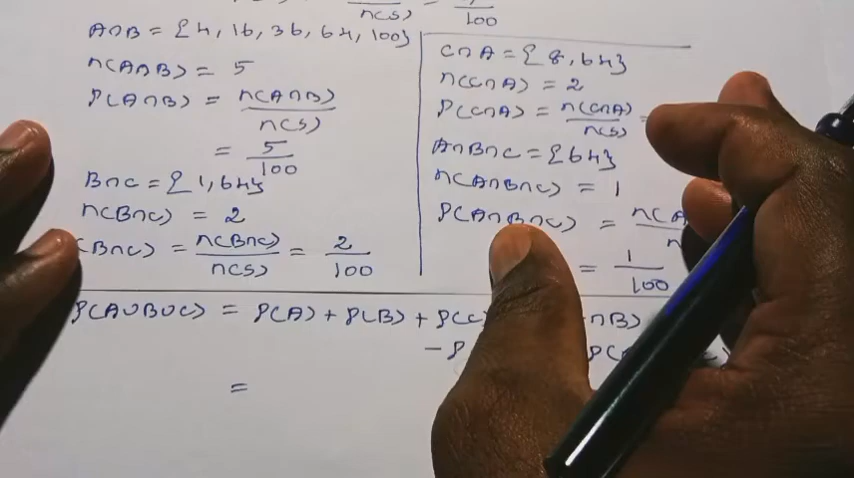 n(S) 100
A∩B = {4, 16, 36, 64, 100}
n(A∩B) = 5
P(A∩B) = n(A∩B)
n(S)
= 5
100
B∩C = {1, 64}
n(B∩C) = 2
(B∩C) = n(B∩C) = 2
n(S) 100
C∩A = {8, 64}
n(C∩A) = 2
P(C∩A) = n(C∩A) =
n(S)
A∩B∩C = {64}
n(A∩B∩C) = 1
P(A∩B∩C) = n(A
n
= 1
100
P(A∪B∪C) = P(A) + P(B) + P(C ∩B)
- P P(
=